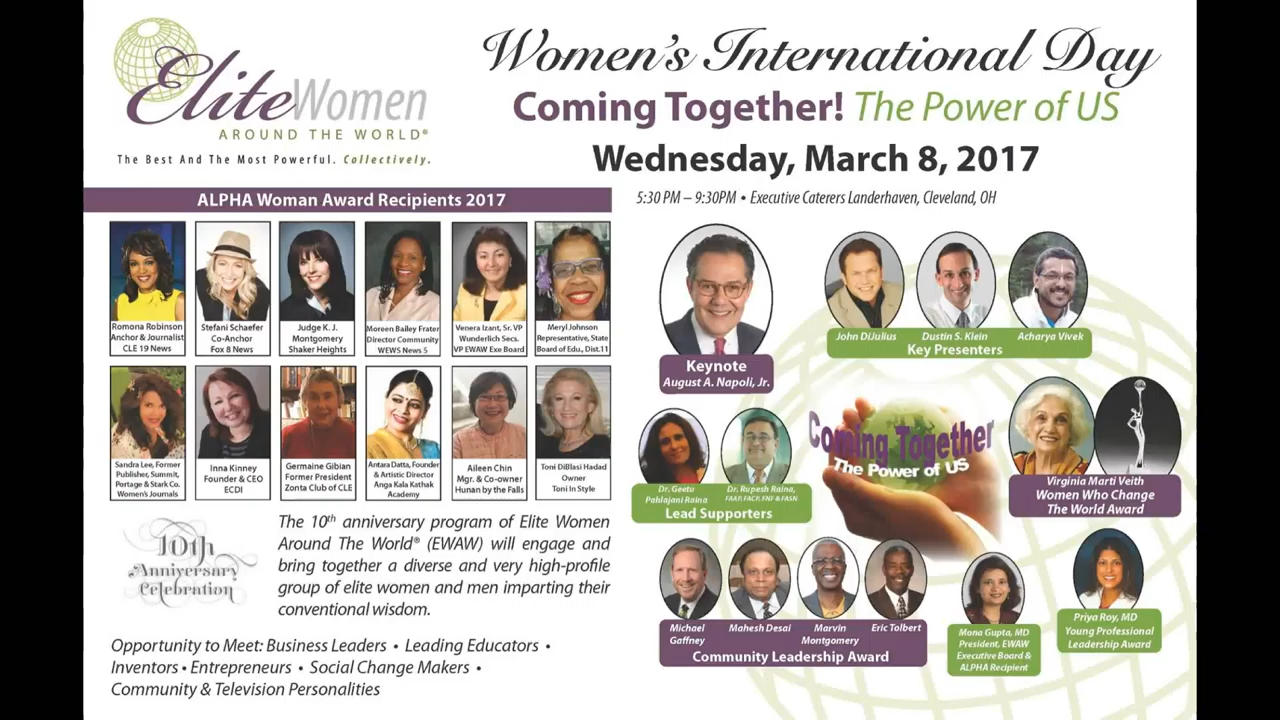 Elite Women
AROUND THE WORLD®
The Best And The Most Powerful. Collectively.
Women's International Day
Coming Together! The Power of US
Wednesday, March 8, 2017
5:30 PM – 9:30PM • Executive Caterers Landerhaven, Cleveland, OH
ALPHA Woman Award Recipients 2017
Romona Robinson
Anchor & Journalist
CLE 19 News
Stefani Schaefer
Co-Anchor
Fox 8 News
Judge K. J.
Montgomery
Shaker Heights
Moreen Bailey Frater
Director Community
WEWS News 5
Venera Izant, Sr. VP
Wunderlich Secs.
VP EWAW Exe Board
Meryl Johnson
Representative, State
Board of Edu., Dist.11
Sandra Lee, Former
Publisher, Summit,
Portage & Stark Co.
Women's Journals
Inna Kinney
Founder & CEO
ECDI
Germaine Gibian
Former President
Zonta Club of CLE
Antara Datta, Founder
& Artistic Director
Anga Kala Kathak
Academy
Aileen Chin
Mgr. & Co-owner
Hunan by the Falls
Toni DiBlasi Hadad
Owner
Toni In Style
10th
Anniversary
Celebration
The 10th anniversary program of Elite Women
Around The World® (EWAW) will engage and
bring together a diverse and very high-profile
group of elite women and men imparting their
conventional wisdom.
Opportunity to Meet: Business Leaders • Leading Educators •
Inventors • Entrepreneurs • Social Change Makers •
Community & Television Personalities
Keynote
August A. Napoli, Jr.
John DiJulius
Dustin S. Klein
Acharya Vivek
Key Presenters
Dr. Geetu
Pahlajani Raina
Dr. Rupesh Raina,
FAAP, FACP, FNF & FASN
Lead Supporters
Coming Together
The Power of US
Virginia Marti Veith
Women Who Change
The World Award
Michael
Gaffney
Mahesh Desai
Marvin
Montgomery
Eric Tolbert
Community Leadership Award
Mona Gupta, MD
President, EWAW
Executive Board &
ALPHA Recipient
Priya Roy, MD
Young Professional
Leadership Award